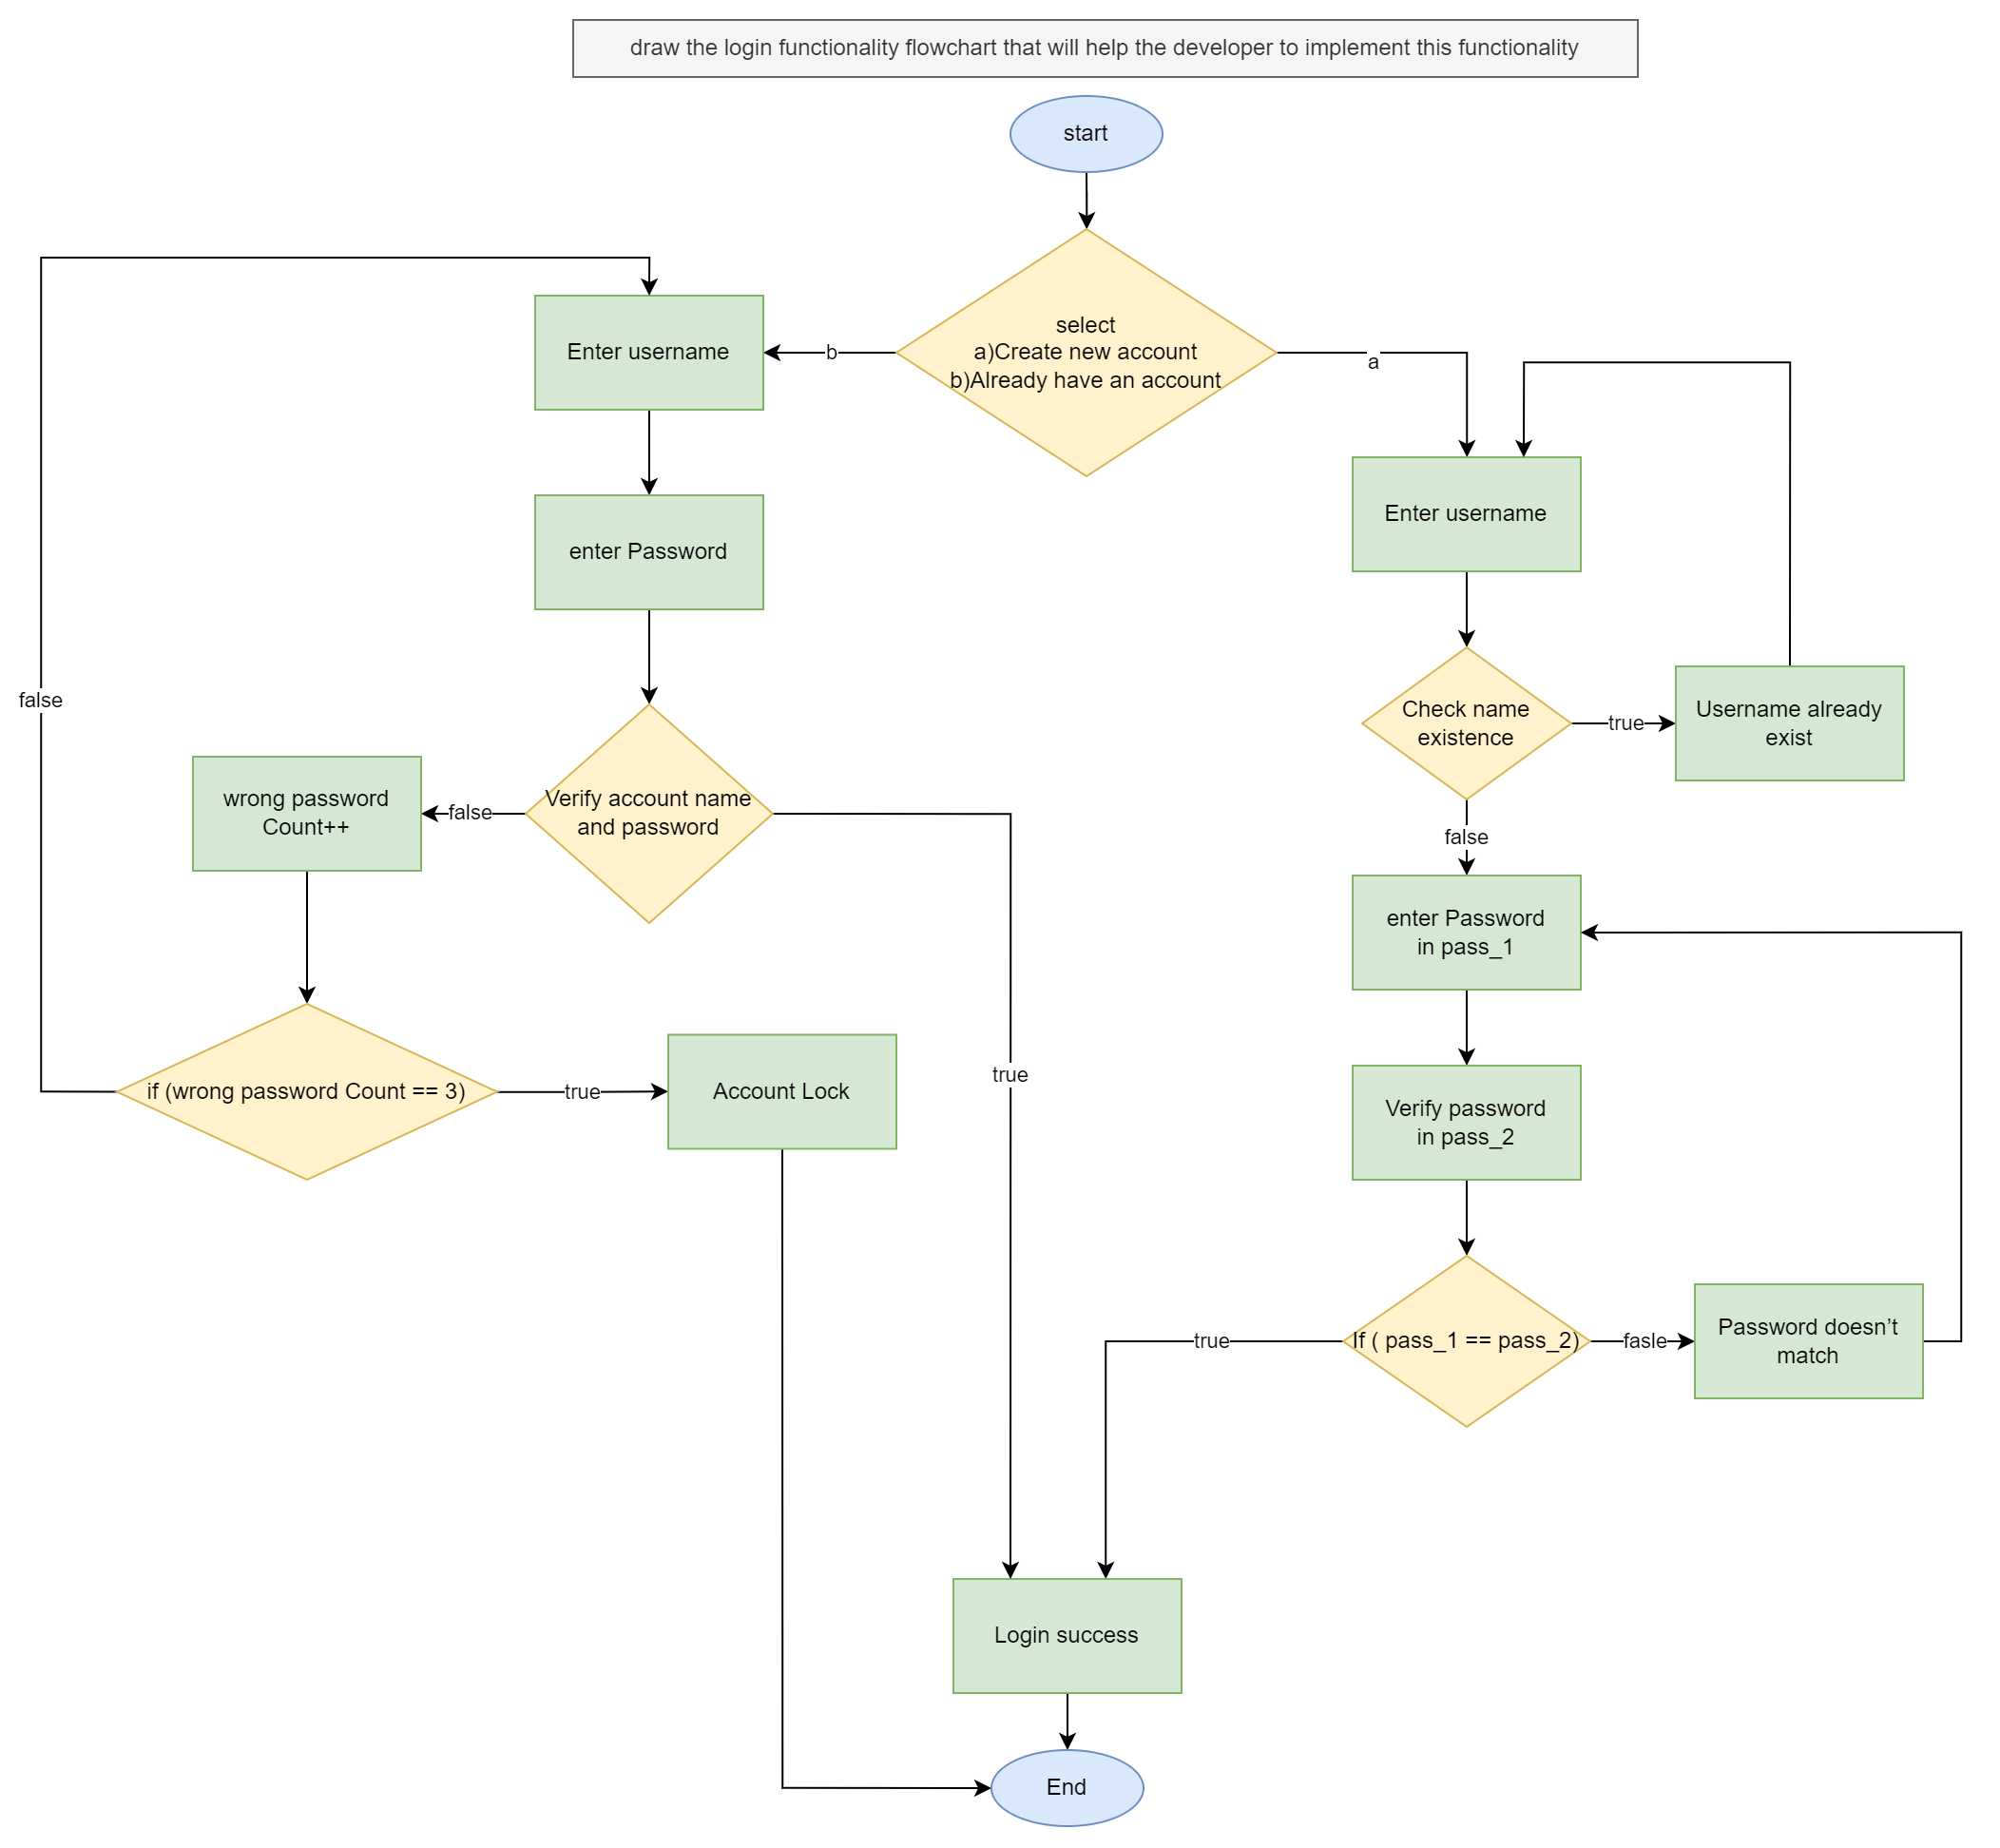 draw the login functionality flowchart that will help the developer to implement this functionality
start
select
a)Create new account
b)Already have an account
b
a
Enter username
enter Password
Verify account name
and password
false
wrong password
Count++
if (wrong password Count == 3)
false
true
Account Lock
true
Enter username
Check name
existence
true
Username already
exist
false
enter Password
in pass_1
Verify password
in pass_2
If ( pass_1 == pass_2)
fasle
Password doesn’t
match
true
Login success
End